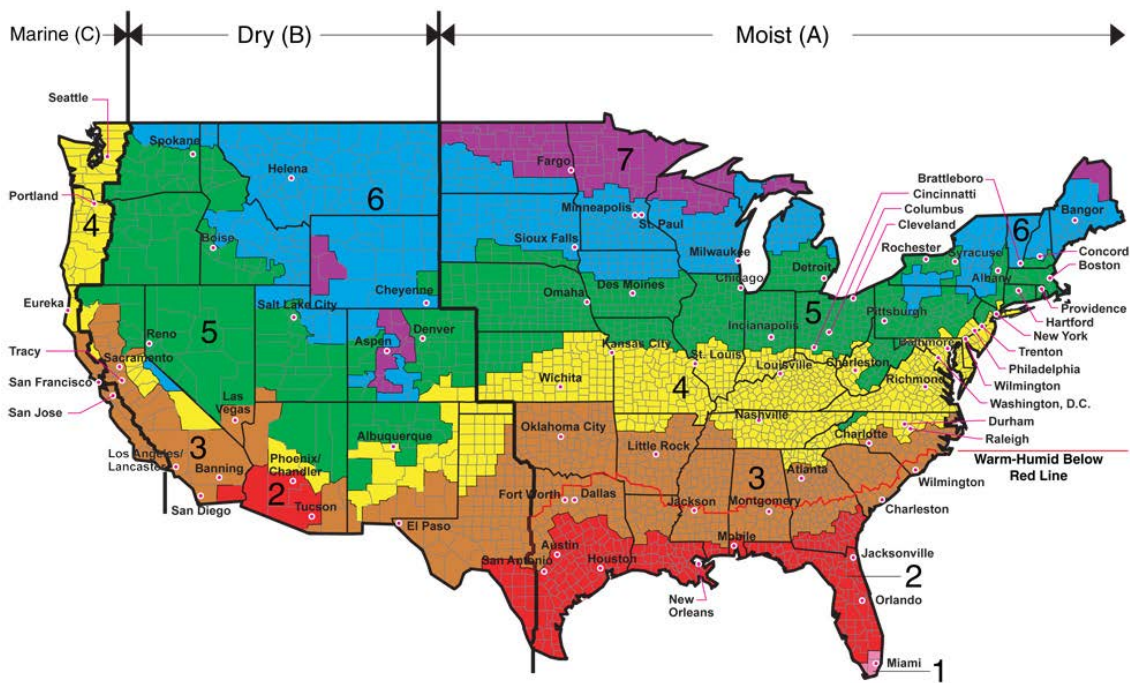 Marine (C)
Dry (B)
Moist (A)
Seattle
Spokane
Helena
Fargo
7
Portland
4
6
Minneapolis
St. Paul
Brattleboro
Cincinnatti
Columbus
Cleveland
6
Bangor
Boise
Sioux Falls
Milwaukee
Rochester
Syracuse
Concord
Albany
Boston
Chicago
Detroit
Eureka
Salt Lake City
Cheyenne
Omaha
Des Moines
Providence
Hartford
New York
5
Reno
Aspen
Denver
Indianapolis
5
Pittsburgh
Trenton
Tracy
Sacramento
Kansas City
St. Louis
Baltimore
Philadelphia
San Francisco
Wichita
4
Louisville
Charleston
Richmond
Wilmington
San Jose
Las
Vegas
Washington, D.C.
Nashville
Durham
Albuquerque
Oklahoma City
Little Rock
Charlotte
Raleigh
3
Los Angeles/
Lancaster
Banning
Phoenix/
Chandler
2
3
Atlanta
Warm-Humid Below
Red Line
San Diego
Tucson
El Paso
Fort Worth
Dallas
Jackson
Montgomery
Wilmington
Charleston
San Antonio
Austin
Houston
Mobile
Jacksonville
2
New
Orleans
Orlando
Miami
1